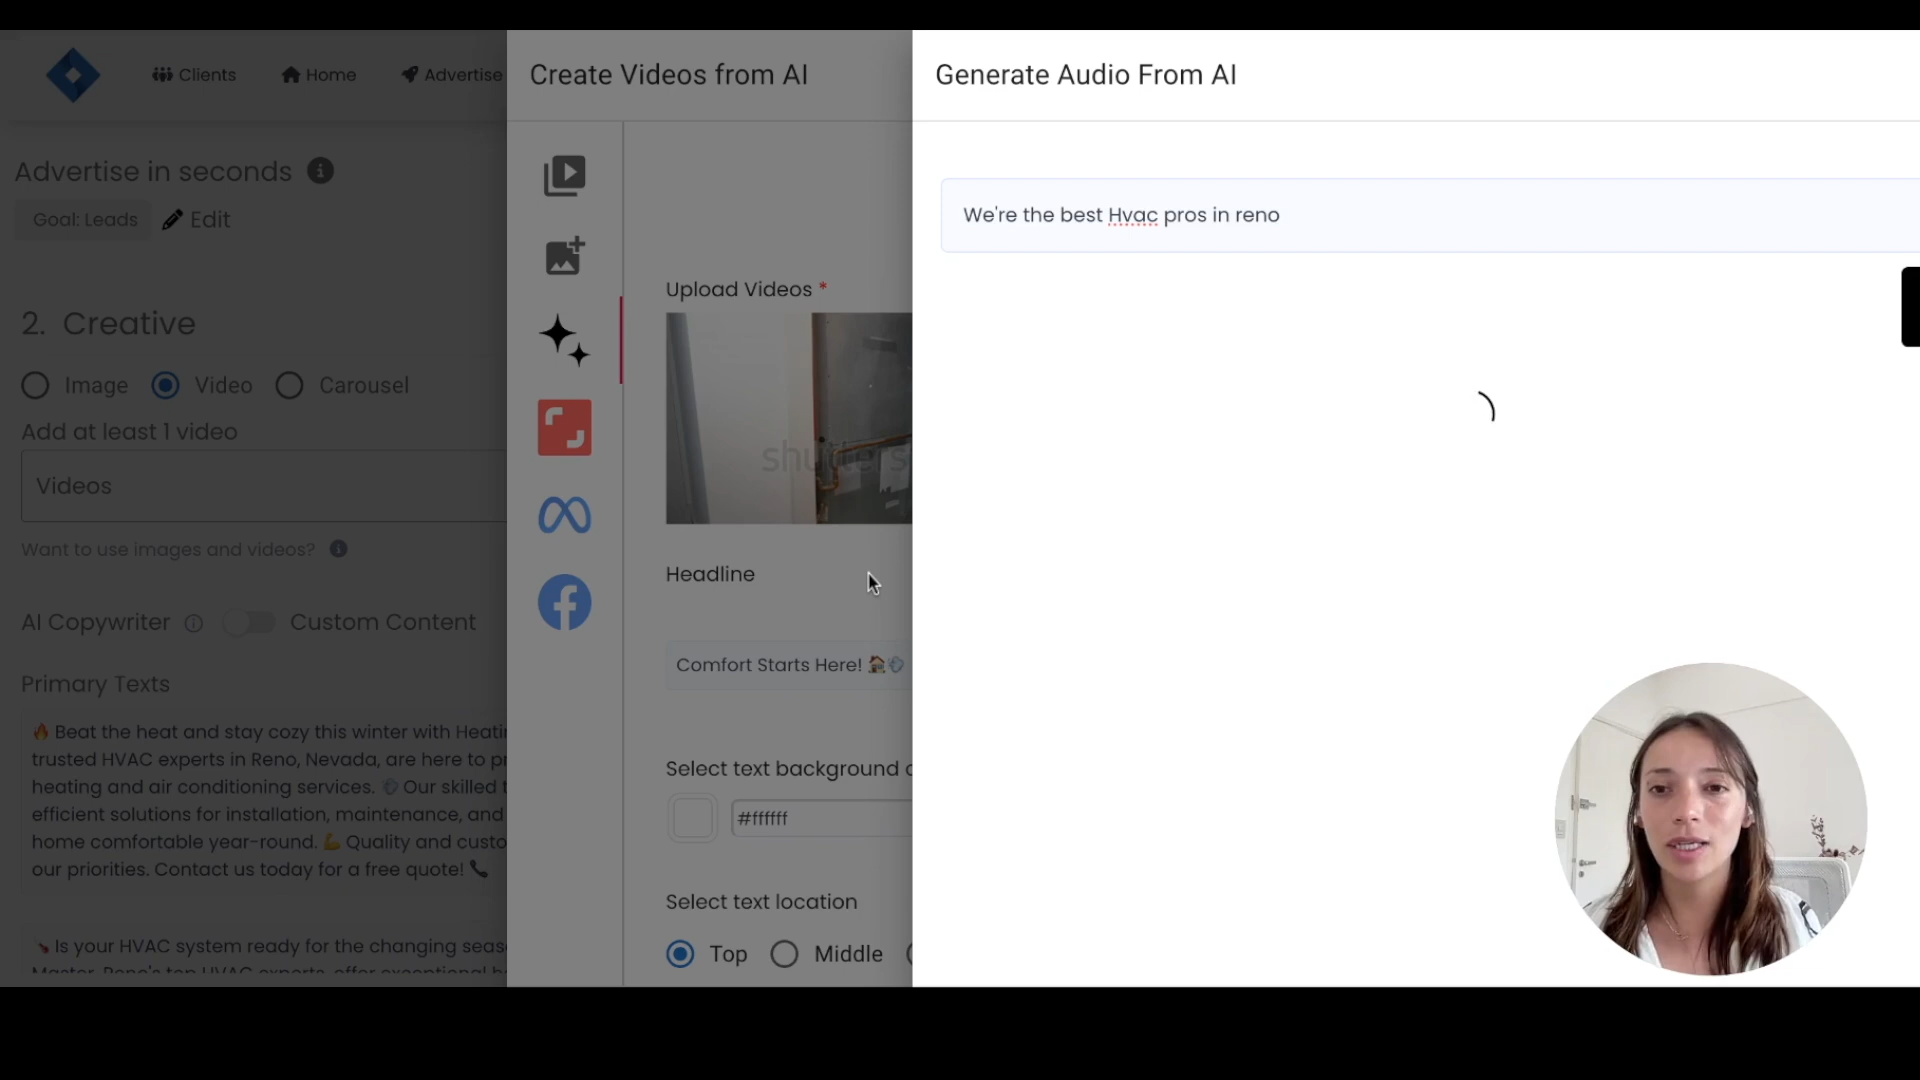 Clients
Home
Advertise
Create Videos from AI
Generate Audio From AI
Advertise in seconds
Goal: Leads
Edit
2. Creative
Image
Video
Carousel
Add at least 1 video
Videos
Want to use images and videos?
AI Copywriter
Custom Content
Primary Texts
🔥 Beat the heat and stay cozy this winter with
trusted HVAC experts in Reno, Nevada, are here to
heating and air conditioning services. 💨 Our skilled
efficient solutions for installation, maintenance, and
home comfortable year-round. 💪 Quality and
our priorities. Contact us today for a free quote! 📞
Is your HVAC system ready for the changing
Reno's top HVAC experts, offer exceptional
Upload Videos *
Headline
Comfort Starts Here! 🏠💨
Select text background
#ffffff
Select text location
Top
Middle
We're the best Hvac pros in reno